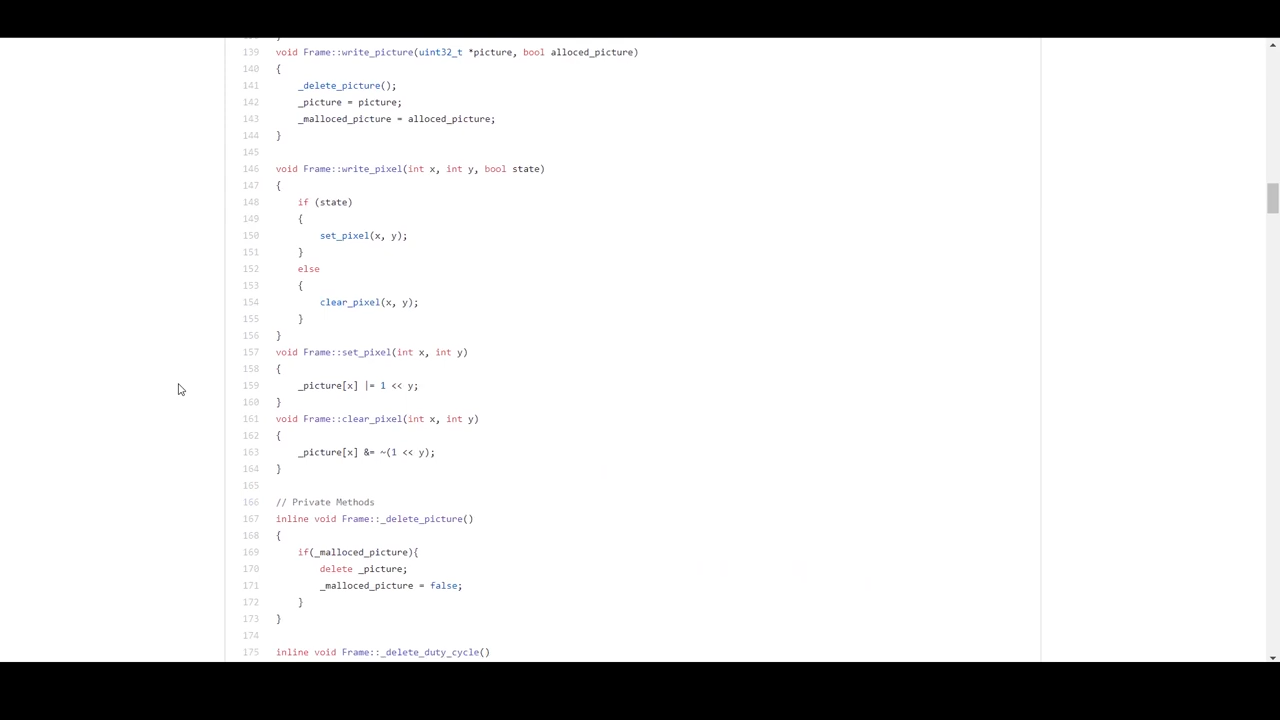 139 void Frame::write_picture(uint32_t *picture, bool alloced_picture)
140 {
141 _delete_picture();
142 _picture = picture;
143 _malloced_picture = alloced_picture;
144 }
145
146 void Frame::write_pixel(int x, int y, bool state)
147 {
148 if (state)
149 {
150 set_pixel(x, y);
151 }
152 else
153 {
154 clear_pixel(x, y);
155 }
156 }
157 void Frame::set_pixel(int x, int y)
158 {
159 _picture[x] |= 1 << y;
160 }
161 void Frame::clear_pixel(int x, int y)
162 {
163 _picture[x] &= ~(1 << y);
164 }
165
166 // Private Methods
167 inline void Frame::_delete_picture()
168 {
169 if(_malloced_picture){
170 delete _picture;
171 _malloced_picture = false;
172 }
173 }
174
175 inline void Frame::_delete_duty_cycle()